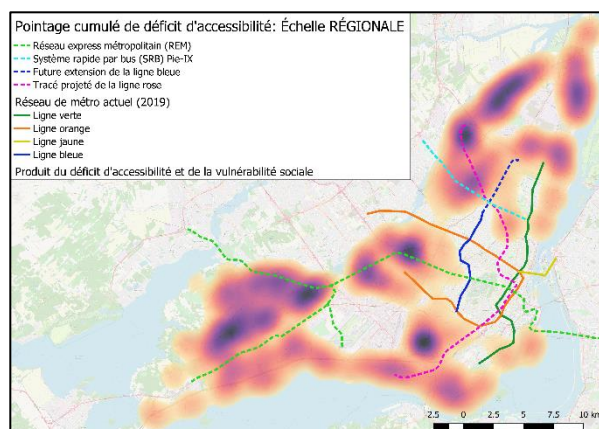 Pointage cumulé de déficit d'accessibilité: Échelle RÉGIONALE
Réseau express métropolitain (REM)
Système rapide par bus (SRB) Pie-IX
Future extension de la ligne bleue
Tracé projeté de la ligne rose
Réseau de métro actuel (2019)
Ligne verte
Ligne orange
Ligne jaune
Ligne bleue
Produit du déficit d'accessibilité et de la vulnérabilité sociale
2.5 0 2.5 5 7.5 10 km